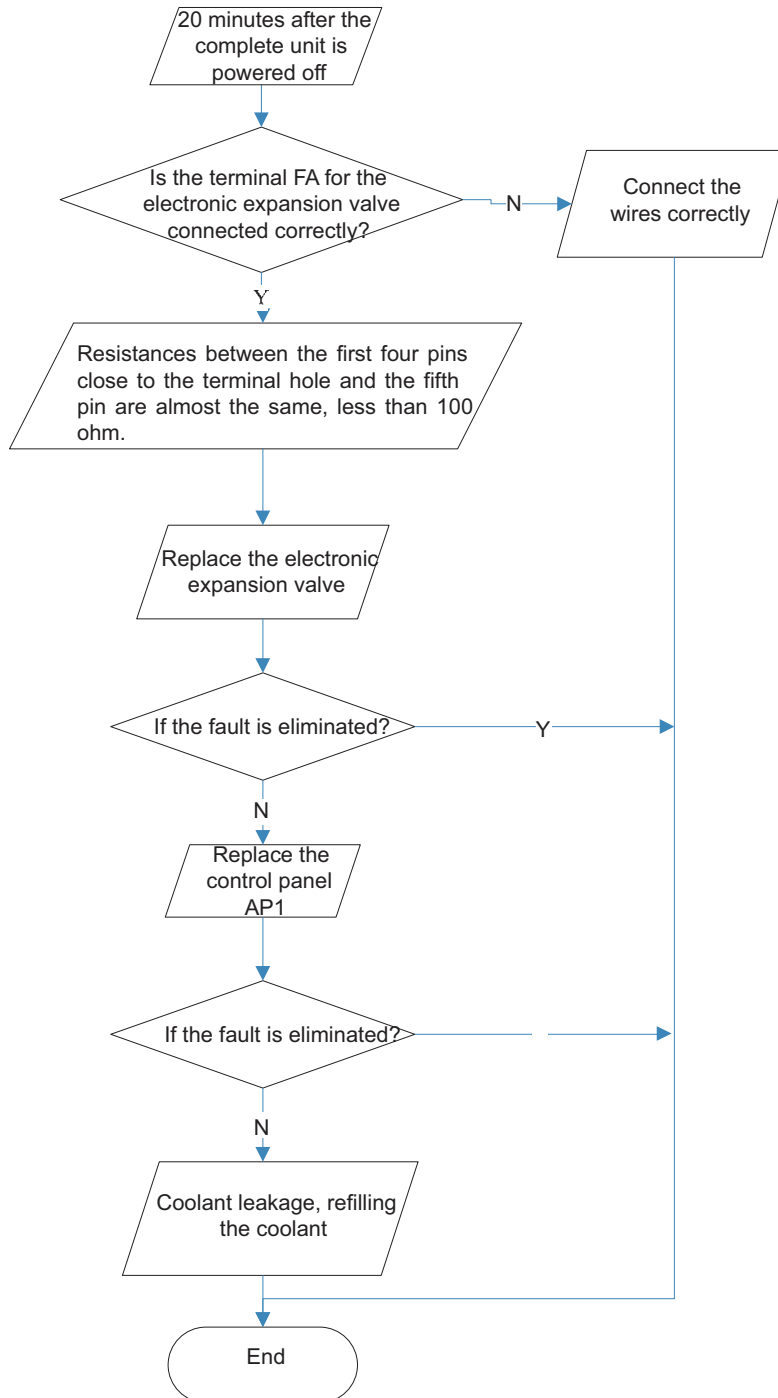 20 minutes after the
complete unit is
powered off
Is the terminal FA for the
electronic expansion valve
connected correctly?
N
Connect the
wires correctly
Y
Resistances between the first four pins
close to the terminal hole and the fifth
pin are almost the same, less than 100
ohm.
Replace the electronic
expansion valve
If the fault is eliminated?
Y
N
Replace the
control panel
AP1
If the fault is eliminated?
N
Coolant leakage, refilling
the coolant
End